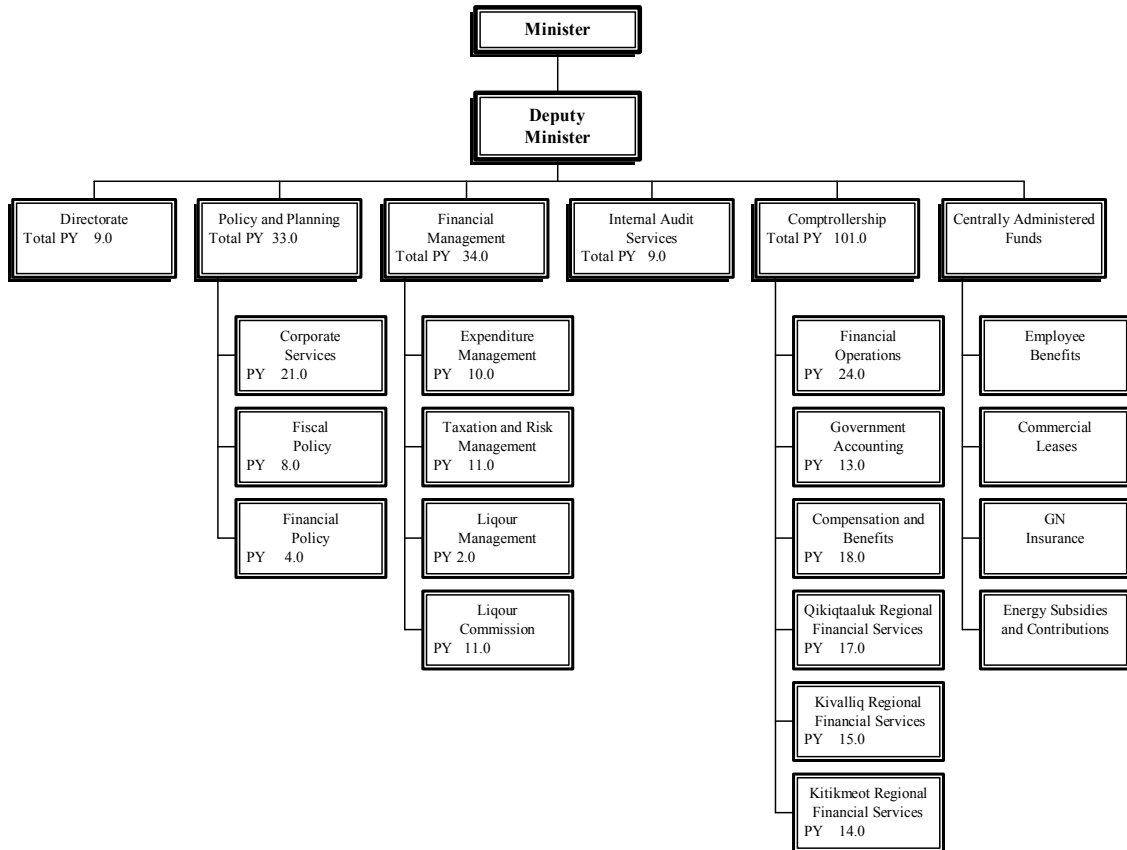 Minister
Deputy
Minister
Directorate
Total PY 9.0
Policy and Planning
Total PY 33.0
Financial
Management
Total PY 34.0
Internal Audit
Services
Total PY 9.0
Comptrollership
Total PY 101.0
Centrally Administered
Funds
Corporate
Services
PY 21.0
Fiscal
Policy
PY 8.0
Financial
Policy
PY 4.0
Expenditure
Management
PY 10.0
Taxation and Risk
Management
PY 11.0
Liqour
Management
PY 2.0
Liqour
Commission
PY 11.0
Financial
Operations
PY 24.0
Government
Accounting
PY 13.0
Compensation and
Benefits
PY 18.0
Qikiqtaaluk Regional
Financial Services
PY 17.0
Kivalliq Regional
Financial Services
PY 15.0
Kitikmeot Regional
Financial Services
PY 14.0
Employee
Benefits
Commercial
Leases
GN
Insurance
Energy Subsidies
and Contributions